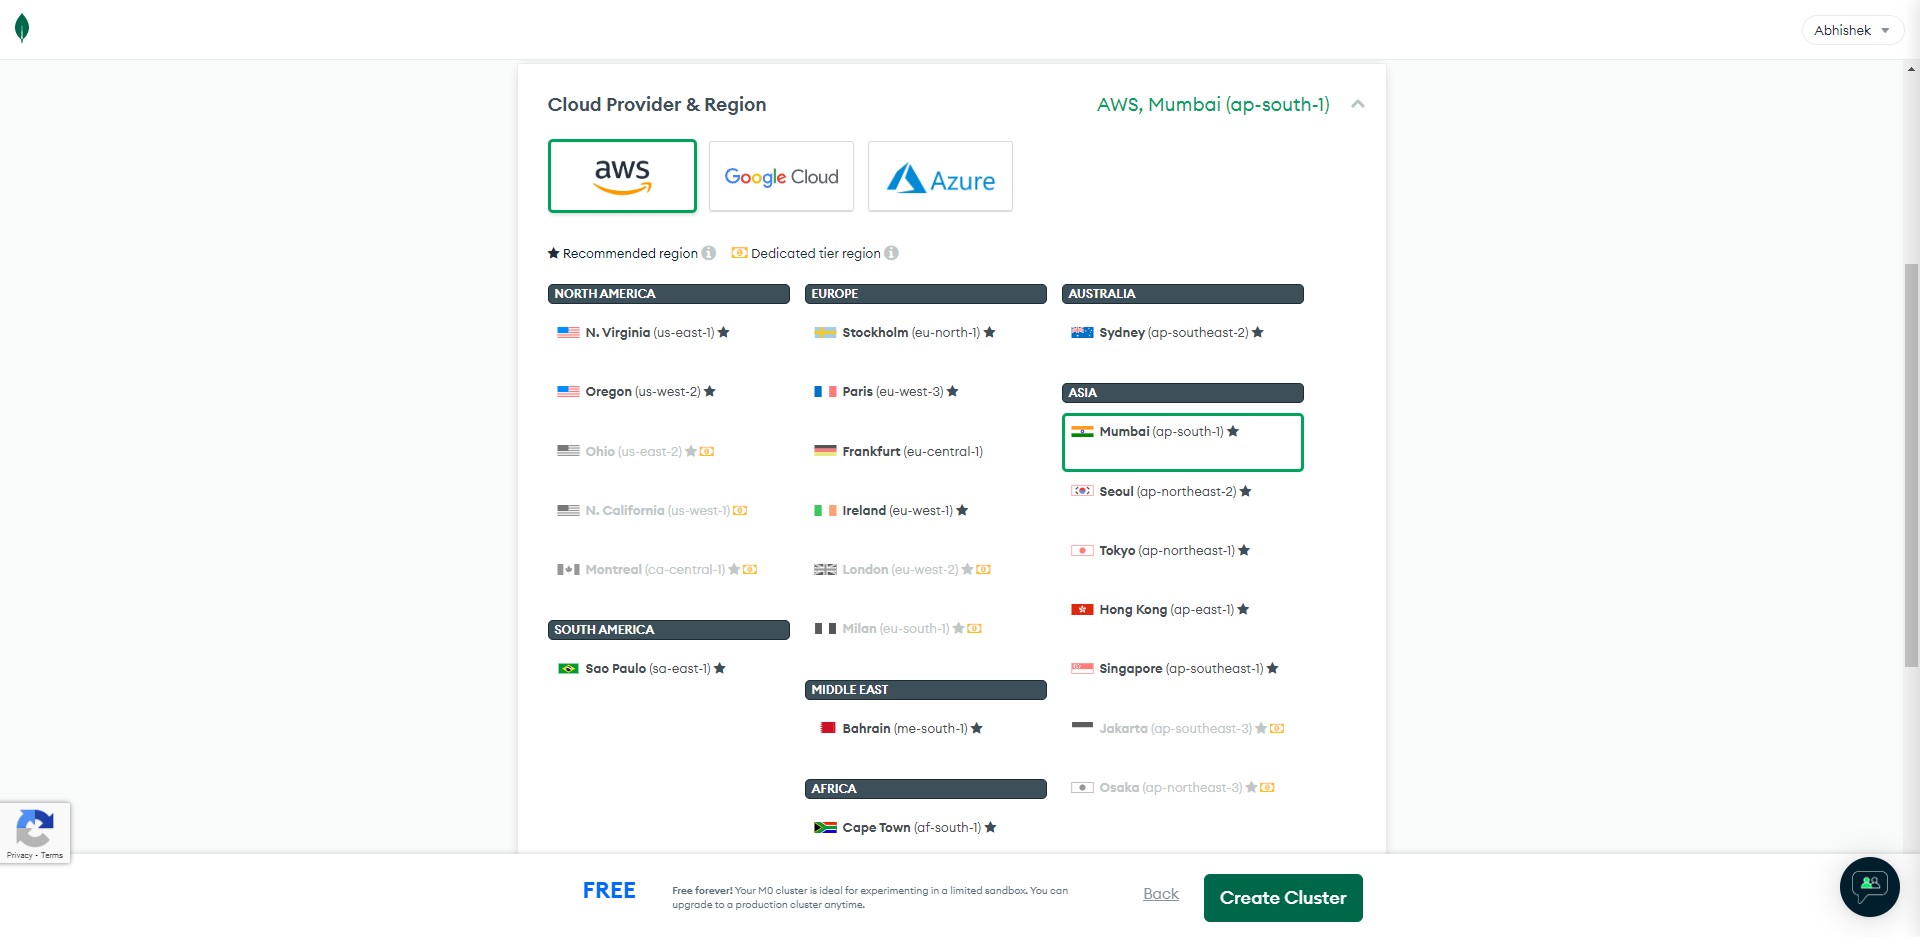 Abhishek
Cloud Provider & Region
AWS, Mumbai (ap-south-1)
aws
Google Cloud
Azure
Recommended region
Dedicated tier region
NORTH AMERICA
N. Virginia (us-east-1)
Oregon (us-west-2)
Ohio (us-east-2)
N. California (us-west-1)
Montreal (ca-central-1)
SOUTH AMERICA
Sao Paulo (sa-east-1)
EUROPE
Stockholm (eu-north-1)
Paris (eu-west-3)
Frankfurt (eu-central-1)
Ireland (eu-west-1)
London (eu-west-2)
Milan (eu-south-1)
MIDDLE EAST
Bahrain (me-south-1)
AFRICA
Cape Town (af-south-1)
AUSTRALIA
Sydney (ap-southeast-2)
ASIA
Mumbai (ap-south-1)
Seoul (ap-northeast-2)
Tokyo (ap-northeast-1)
Hong Kong (ap-east-1)
Singapore (ap-southeast-1)
Jakarta (ap-southeast-3)
Osaka (ap-northeast-3)
Privacy - Terms
FREE
Free forever! Your M0 cluster is ideal for experimenting in a limited sandbox. You can
upgrade to a production cluster anytime.
Back
Create Cluster